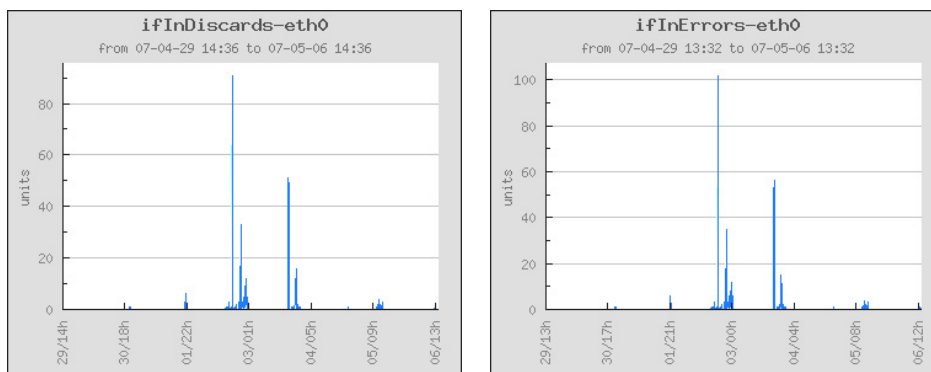 ifInDiscards-eth0
from 07-04-29 14:36 to 07-05-06 14:36
units
80
60
40
20
0
29/14h
30/18h
01/22h
03/01h
04/05h
05/09h
06/13h
ifInErrors-eth0
from 07-04-29 13:32 to 07-05-06 13:32
units
100
80
60
40
20
0
29/13h
30/17h
01/21h
03/00h
04/04h
05/08h
06/12h